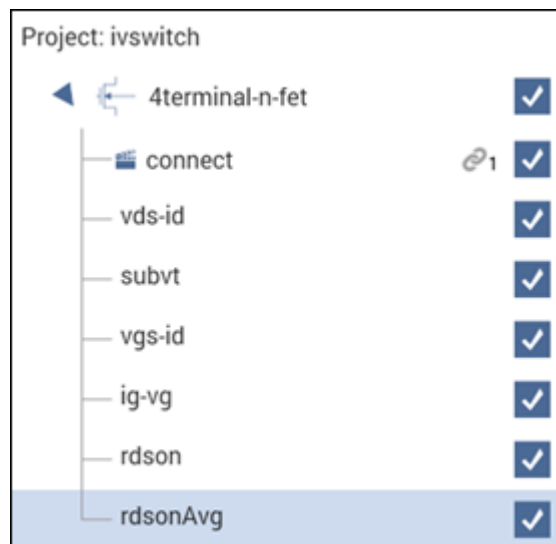 Project: ivswitch
4terminal-n-fet
connect 1
vds-id
subvt
vgs-id
ig-vg
rdson
rdsonAvg